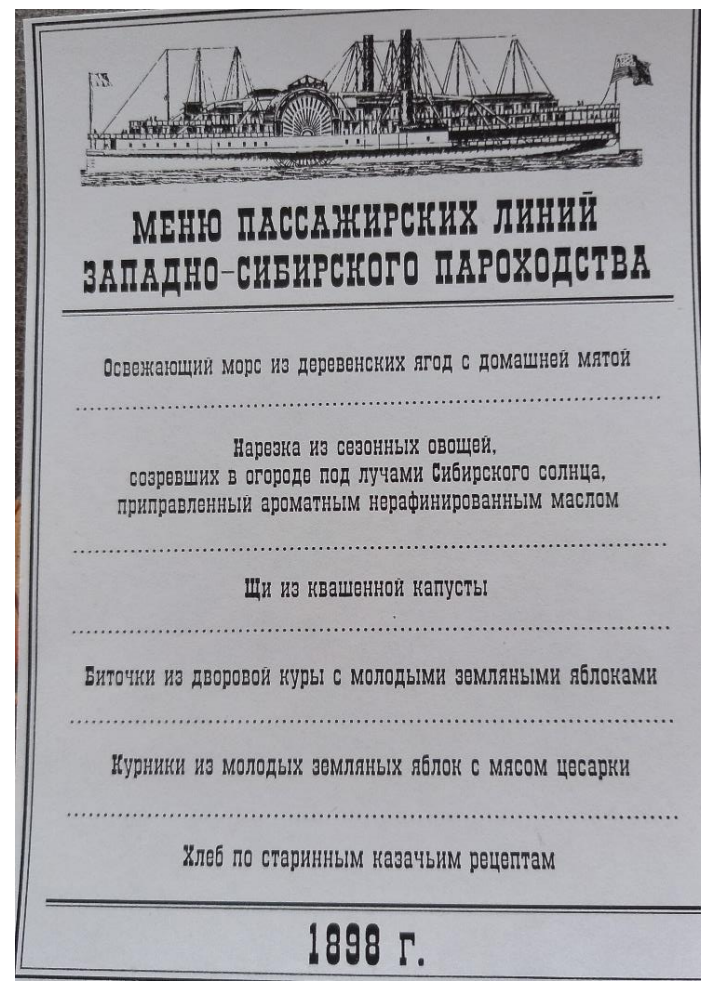 МЕНЮ ПАССАЖИРСКИХ ЛИНИЙ
ЗАПАДНО-СИБИРСКОГО ПАРОХОДСТВА
Освежающий морс из деревенских ягод с домашней мятой
Нарезка из сезонных овощей,
созревших в огороде под лучами Сибирского солнца,
приправленный ароматным нерафинированным маслом
Щи из квашенной капусты
Биточки из дворовой куры с молодыми земляными яблоками
Курники из молодых земляных яблок с мясом цесарки
Хлеб по старинным казачьим рецептам
1898 г.